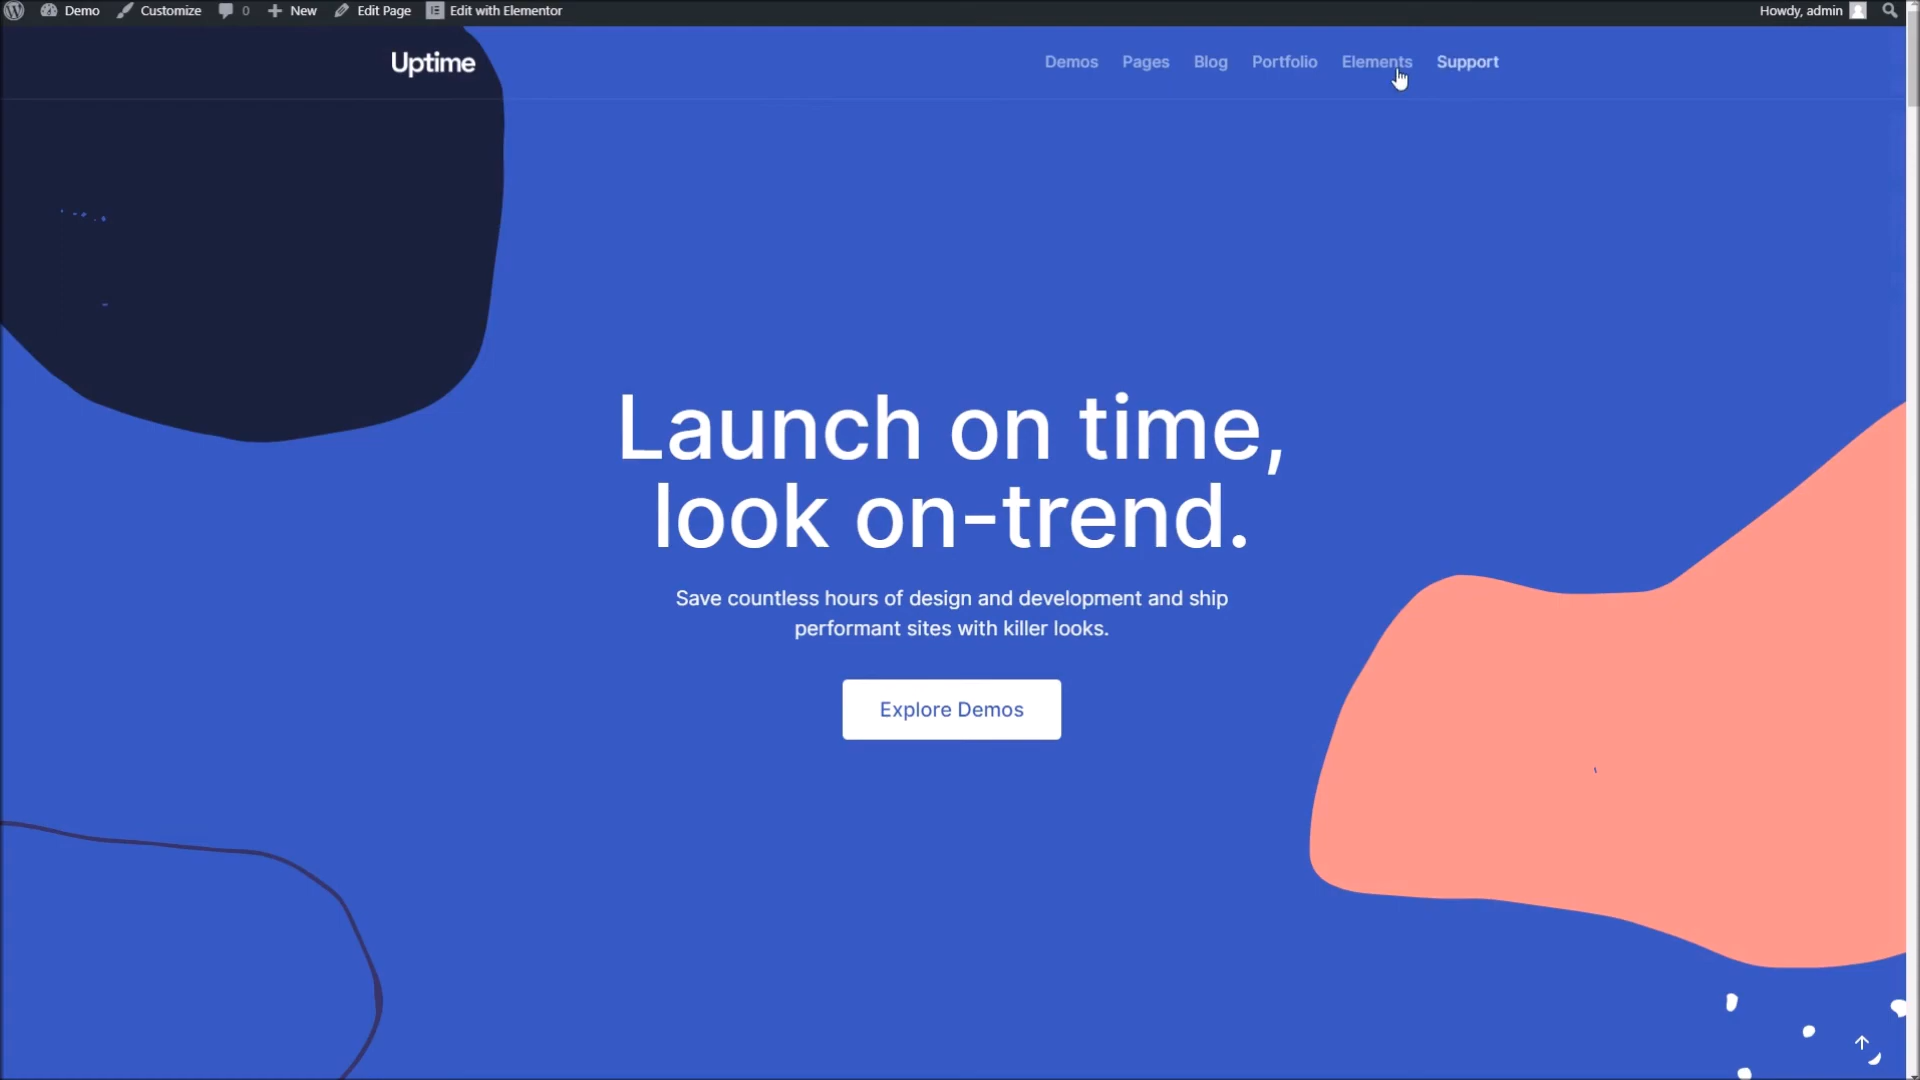 Demo Customize 0 New Edit Page Edit with Elementor Howdy, admin
Uptime Demos Pages Blog Portfolio Elements Support
Launch on time,
look on-trend.
Save countless hours of design and development and ship
performant sites with killer looks.
Explore Demos